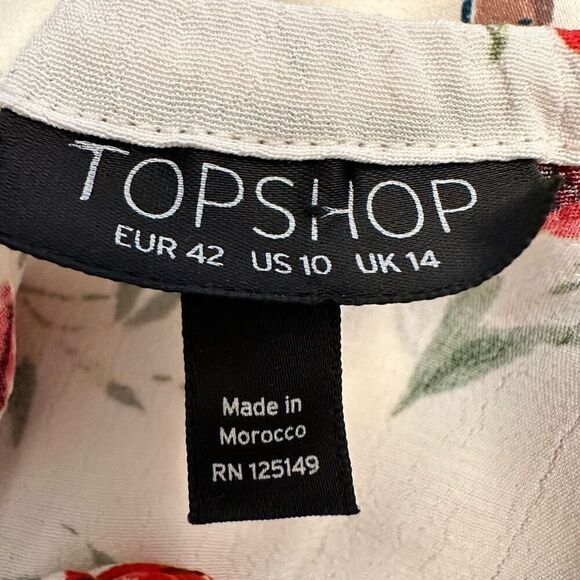 TOPSHOP
EUR 42 US 10 UK 14
Made in
Morocco
RN 125149